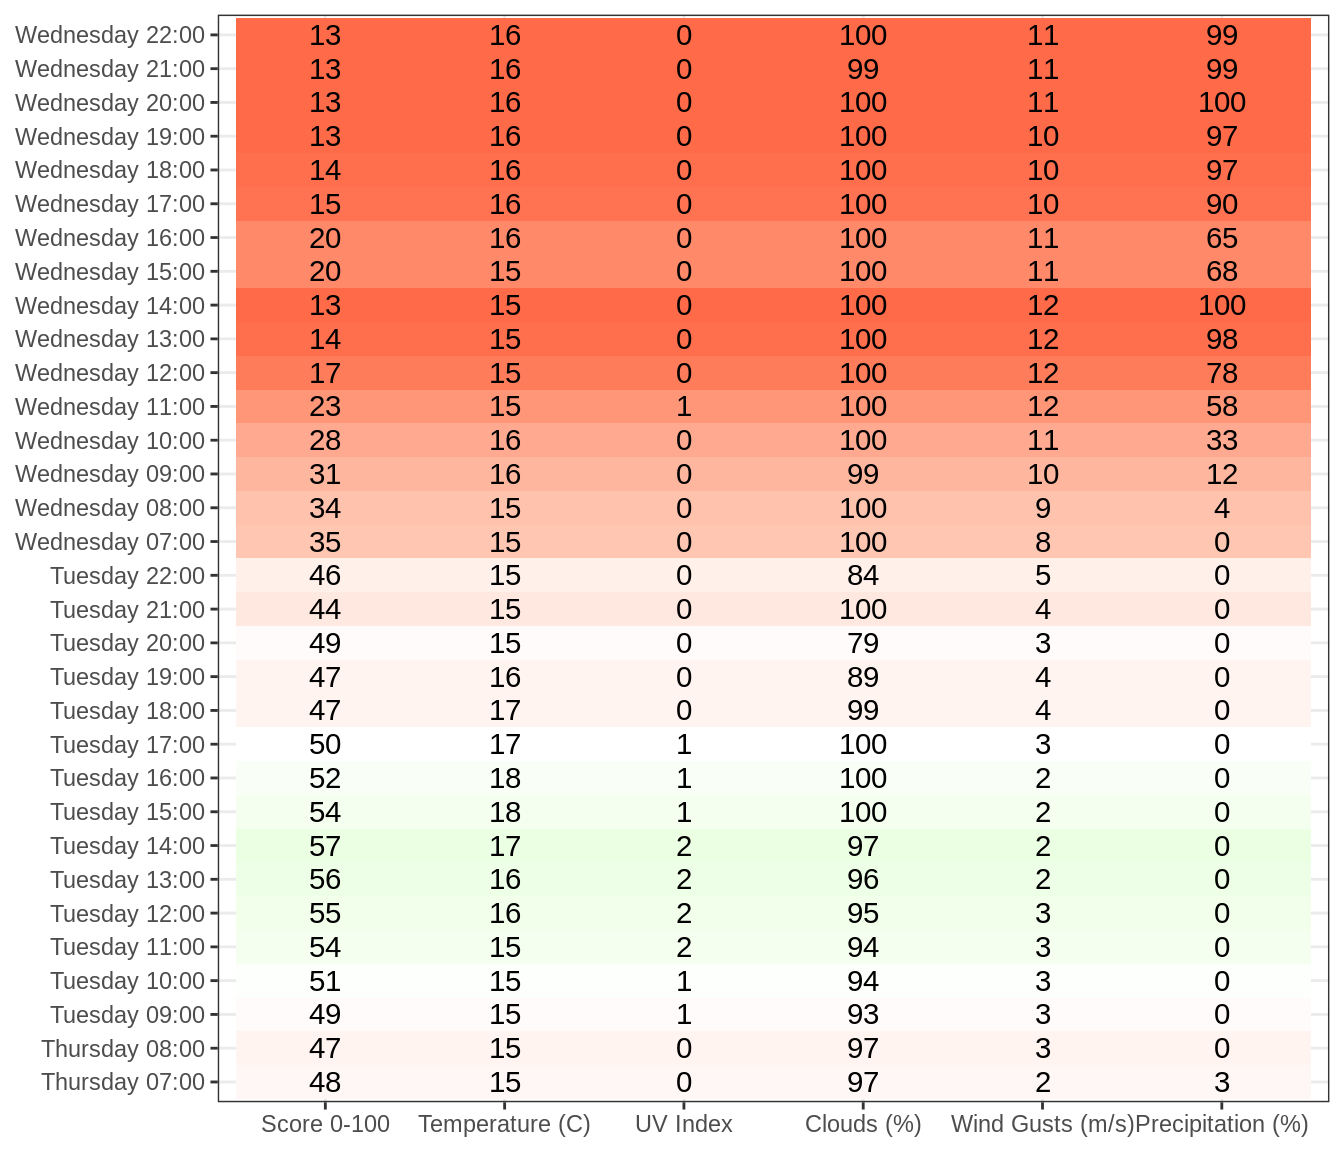 Wednesday 22:00 13 16 0 100 11 99
Wednesday 21:00 13 16 0 99 11 99
Wednesday 20:00 13 16 0 100 11 100
Wednesday 19:00 13 16 0 100 10 97
Wednesday 18:00 14 16 0 100 10 97
Wednesday 17:00 15 16 0 100 10 90
Wednesday 16:00 20 16 0 100 11 65
Wednesday 15:00 20 15 0 100 11 68
Wednesday 14:00 13 15 0 100 12 100
Wednesday 13:00 14 15 0 100 12 98
Wednesday 12:00 17 15 0 100 12 78
Wednesday 11:00 23 15 1 100 12 58
Wednesday 10:00 28 16 0 100 11 33
Wednesday 09:00 31 16 0 99 10 12
Wednesday 08:00 34 15 0 100 9 4
Wednesday 07:00 35 15 0 100 8 0
Tuesday 22:00 46 15 0 84 5 0
Tuesday 21:00 44 15 0 100 4 0
Tuesday 20:00 49 15 0 79 3 0
Tuesday 19:00 47 16 0 89 4 0
Tuesday 18:00 47 17 0 99 4 0
Tuesday 17:00 50 17 1 100 3 0
Tuesday 16:00 52 18 1 100 2 0
Tuesday 15:00 54 18 1 100 2 0
Tuesday 14:00 57 17 2 97 2 0
Tuesday 13:00 56 16 2 96 2 0
Tuesday 12:00 55 16 2 95 3 0
Tuesday 11:00 54 15 2 94 3 0
Tuesday 10:00 51 15 1 94 3 0
Tuesday 09:00 49 15 1 93 3 0
Thursday 08:00 47 15 0 97 3 0
Thursday 07:00 48 15 0 97 2 3
Score 0-100 Temperature (C) UV Index Clouds (%) Wind Gusts (m/s) Precipitation (%)